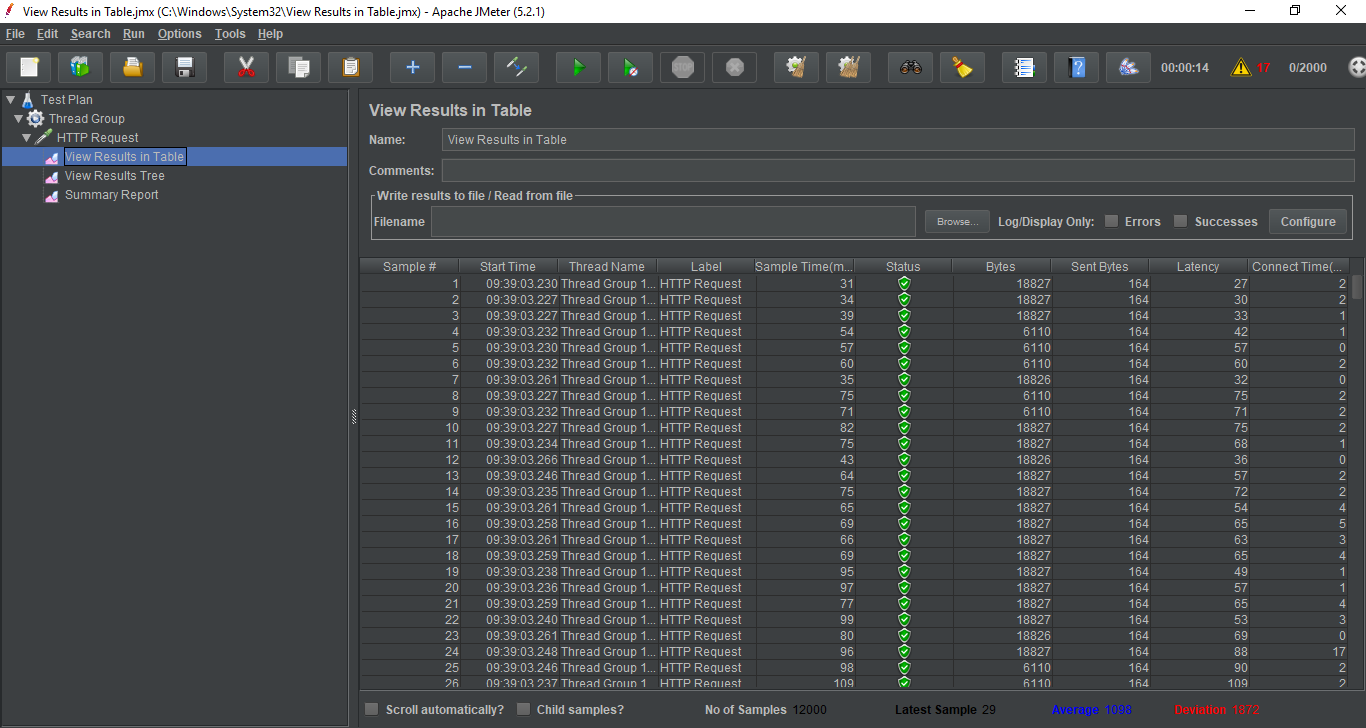 View Results in Table.jmx (C:\Windows\System32\View Results in Table.jmx) - Apache JMeter (5.2.1)
File Edit Search Run Options Tools Help
STOP 00:00:14 17 0/2000
Test Plan
Thread Group
HTTP Request
View Results in Table
View Results Tree
Summary Report
View Results in Table
Name: View Results in Table
Comments:
Write results to file / Read from file
Filename Browse... Log/Display Only: Errors Successes Configure
Sample # Start Time Thread Name Label Sample Time(m... Status Bytes Sent Bytes Latency Connect Time(...
1 09:39:03.230 Thread Group 1... HTTP Request 31 18827 164 27 2
2 09:39:03.227 Thread Group 1... HTTP Request 34 18827 164 30 2
3 09:39:03.227 Thread Group 1... HTTP Request 39 18827 164 33 1
4 09:39:03.232 Thread Group 1... HTTP Request 54 6110 164 42 1
5 09:39:03.230 Thread Group 1... HTTP Request 57 6110 164 57 0
6 09:39:03.232 Thread Group 1... HTTP Request 60 6110 164 60 2
7 09:39:03.261 Thread Group 1... HTTP Request 35 18826 164 32 0
8 09:39:03.227 Thread Group 1... HTTP Request 75 6110 164 75 2
9 09:39:03.232 Thread Group 1... HTTP Request 71 6110 164 71 2
10 09:39:03.227 Thread Group 1... HTTP Request 82 18827 164 75 2
11 09:39:03.234 Thread Group 1... HTTP Request 75 18827 164 68 1
12 09:39:03.266 Thread Group 1... HTTP Request 43 18826 164 36 0
13 09:39:03.246 Thread Group 1... HTTP Request 64 18827 164 57 2
14 09:39:03.235 Thread Group 1... HTTP Request 75 18827 164 72 2
15 09:39:03.261 Thread Group 1... HTTP Request 65 18827 164 54 4
16 09:39:03.258 Thread Group 1... HTTP Request 69 18827 164 65 5
17 09:39:03.261 Thread Group 1... HTTP Request 66 18827 164 63 3
18 09:39:03.259 Thread Group 1... HTTP Request 69 18827 164 65 4
19 09:39:03.238 Thread Group 1... HTTP Request 95 18827 164 49 1
20 09:39:03.236 Thread Group 1... HTTP Request 97 18827 164 57 1
21 09:39:03.259 Thread Group 1... HTTP Request 77 18827 164 65 4
22 09:39:03.240 Thread Group 1... HTTP Request 99 18827 164 53 3
23 09:39:03.261 Thread Group 1... HTTP Request 80 18826 164 69 0
24 09:39:03.248 Thread Group 1... HTTP Request 96 18827 164 88 17
25 09:39:03.246 Thread Group 1... HTTP Request 98 6110 164 90 2
26 09:39:03.237 Thread Group 1 HTTP Request 109 6110 164 109 2
Scroll automatically? Child samples? No of Samples 12000 Latest Sample 29 Average 1098 Deviation 1872